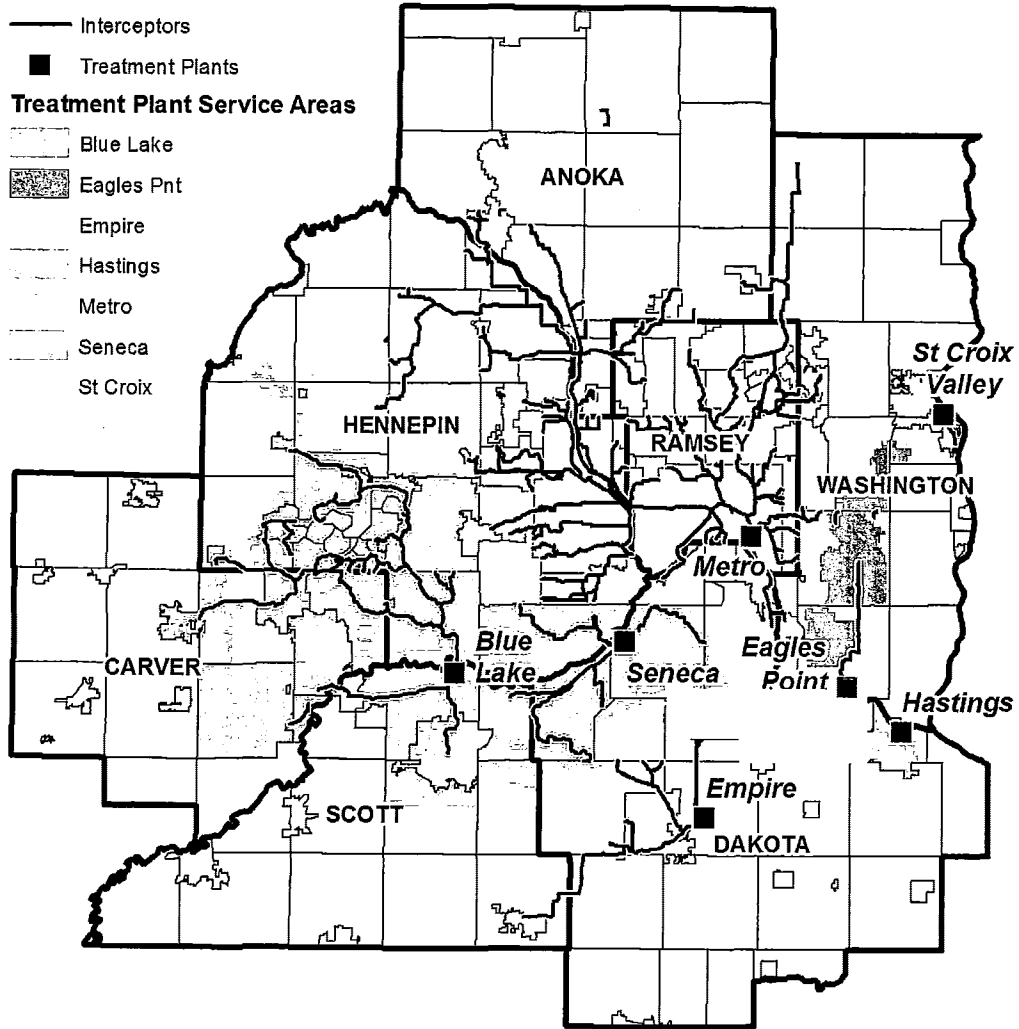 Interceptors
Treatment Plants
Treatment Plant Service Areas
Blue Lake
Eagles Pnt
Empire
Hastings
Metro
Seneca
St Croix
ANOKA
St Croix
Valley
HENNEPIN
RAMSEY
WASHINGTON
Metro
CARVER
Blue
Lake
Seneca
Eagles
Point
Hastings
Empire
SCOTT
DAKOTA